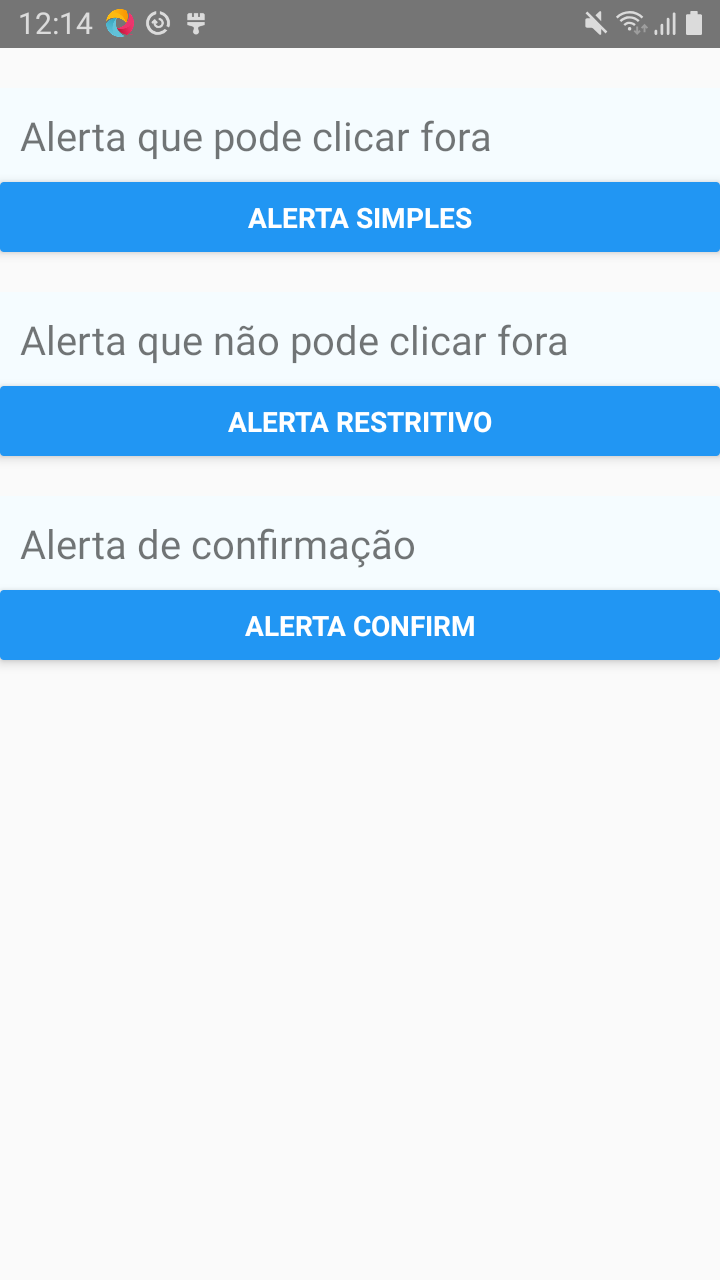 12:14
Alerta que pode clicar fora
ALERTA SIMPLES
Alerta que não pode clicar fora
ALERTA RESTRITIVO
Alerta de confirmação
ALERTA CONFIRM